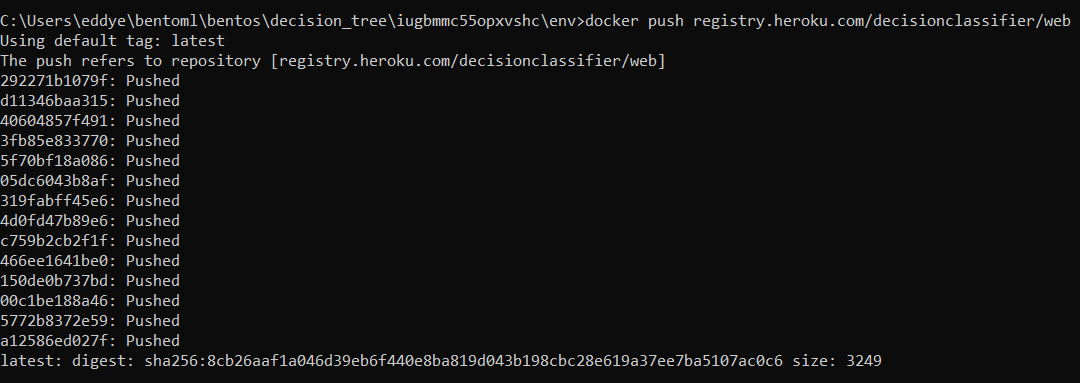 C:\Users\eddye\bentoml\bentos\decision_tree\iugbmmc55opxvshc\env>docker push registry.heroku.com/decisionclassifier/web
Using default tag: latest
The push refers to repository [registry.heroku.com/decisionclassifier/web]
292271b1079f: Pushed
d11346baa315: Pushed
40604857f491: Pushed
3fb85e833770: Pushed
5f70bf18a086: Pushed
05dc6043b8af: Pushed
319fabff45e6: Pushed
4d0fd47b89e6: Pushed
c759b2cb2f1f: Pushed
466ee1641be0: Pushed
150de0b737bd: Pushed
00c1be188a46: Pushed
5772b8372e59: Pushed
a12586ed027f: Pushed
latest: digest: sha256:8cb26aaf1a046d39eb6f440e8ba819d043b198cbc28e619a37ee7ba5107ac0c6 size: 3249